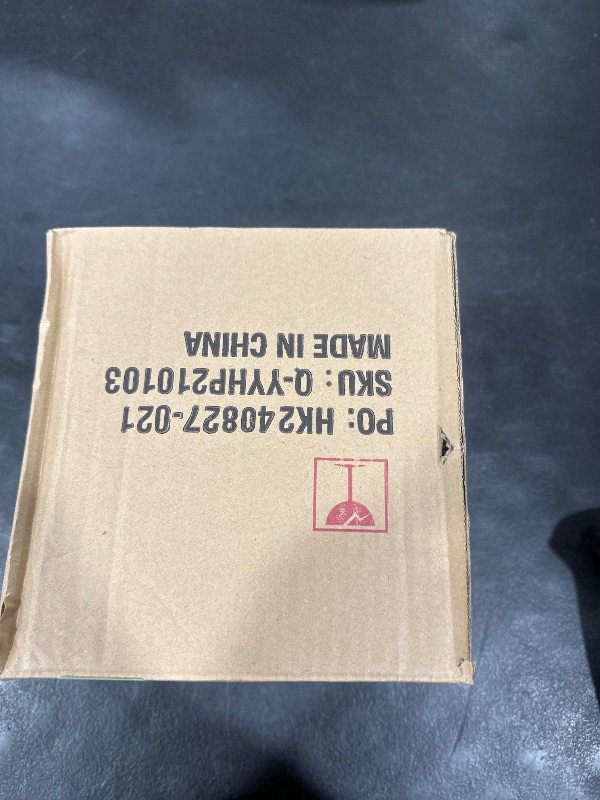 PO: HK240827-021
SKU: Q-YYHP210103
MADE IN CHINA